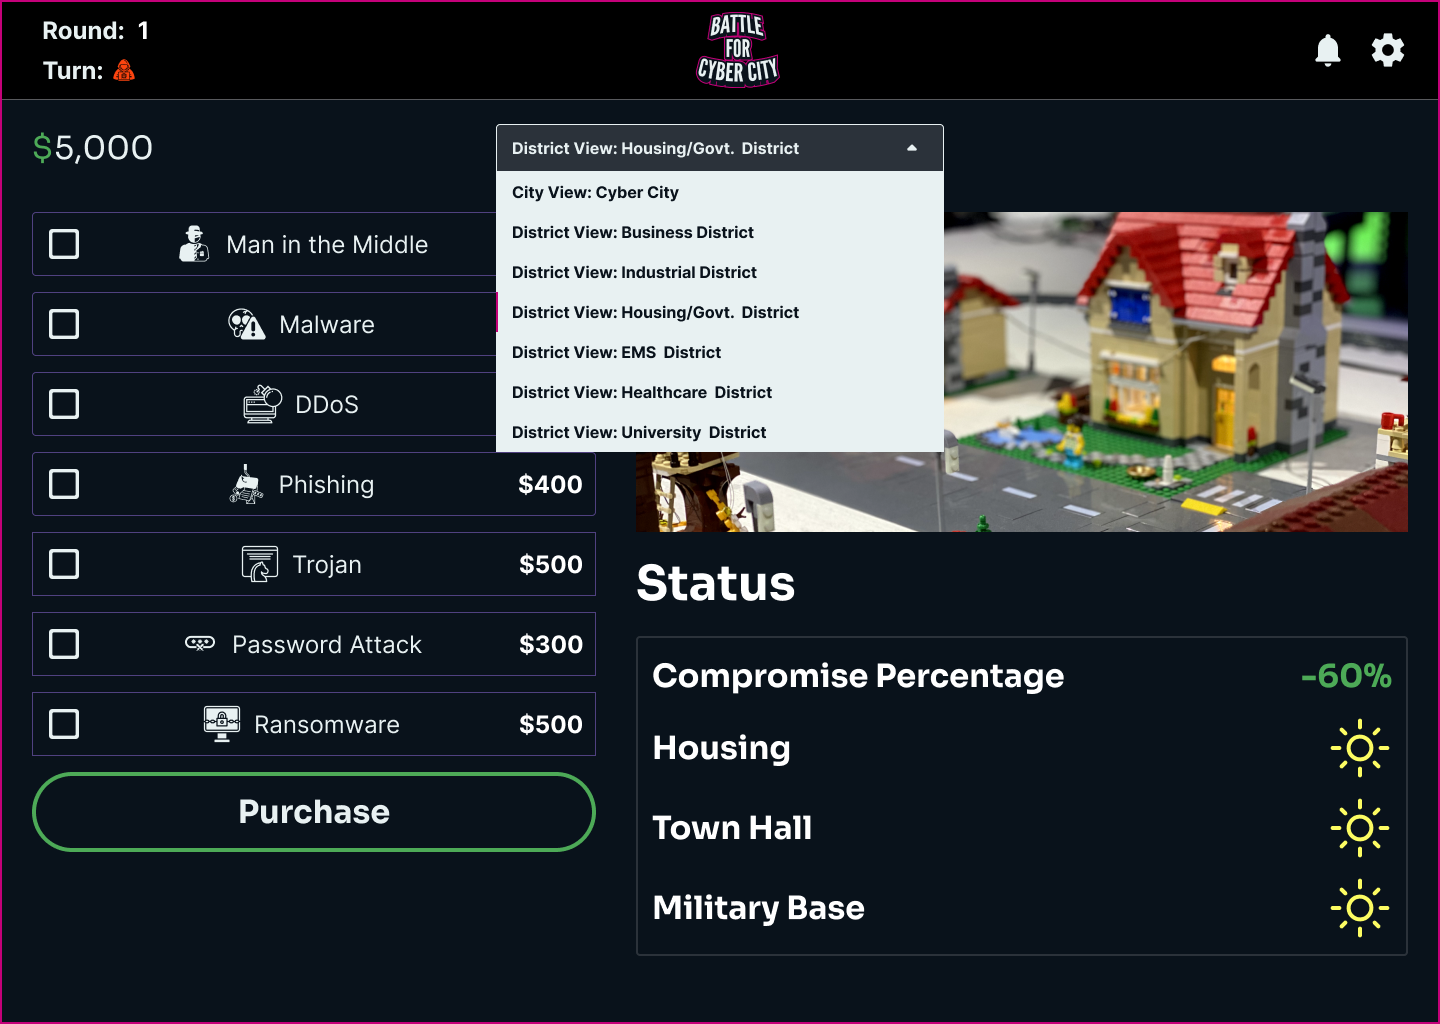 Round: 1
Turn:
BATTLE
FOR
CYBER CITY
$5,000
District View: Housing/Govt. District
City View: Cyber City
District View: Business District
District View: Industrial District
District View: Housing/Govt. District
District View: EMS District
District View: Healthcare District
District View: University District
Man in the Middle
Malware
DDoS
Phishing $400
Trojan $500
Password Attack $300
Ransomware $500
Purchase
Status
Compromise Percentage -60%
Housing
Town Hall
Military Base